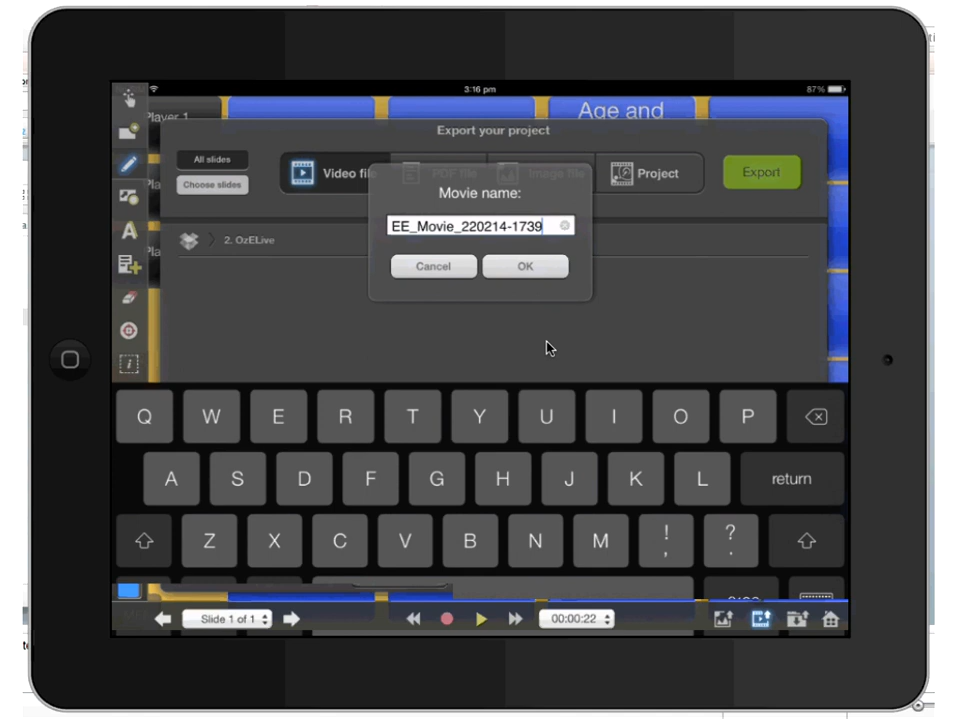 3:16 pm
87%
Player 1
Age and
Export your project
All slides
Choose slides
Video file
PDF file
Image file
Project
Export
Movie name:
EE_Movie_220214-1739
Cancel
OK
2. OzELive
Q W E R T Y U I O P
A S D F G H J K L return
Z X C V B N M ! , ? .
Slide 1 of 1
00:00:22